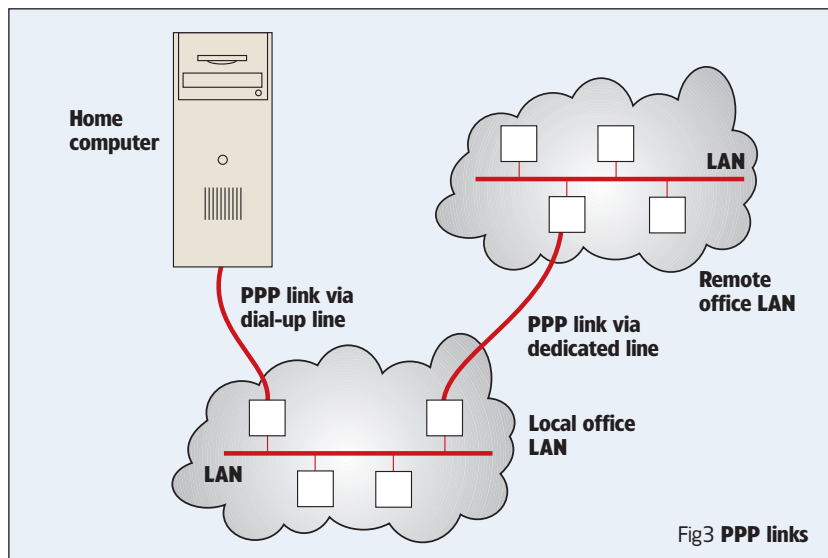 Home
computer
LAN
PPP link via
dial-up line
Remote
office LAN
PPP link via
dedicated line
Local office
LAN
LAN
Fig3 PPP links